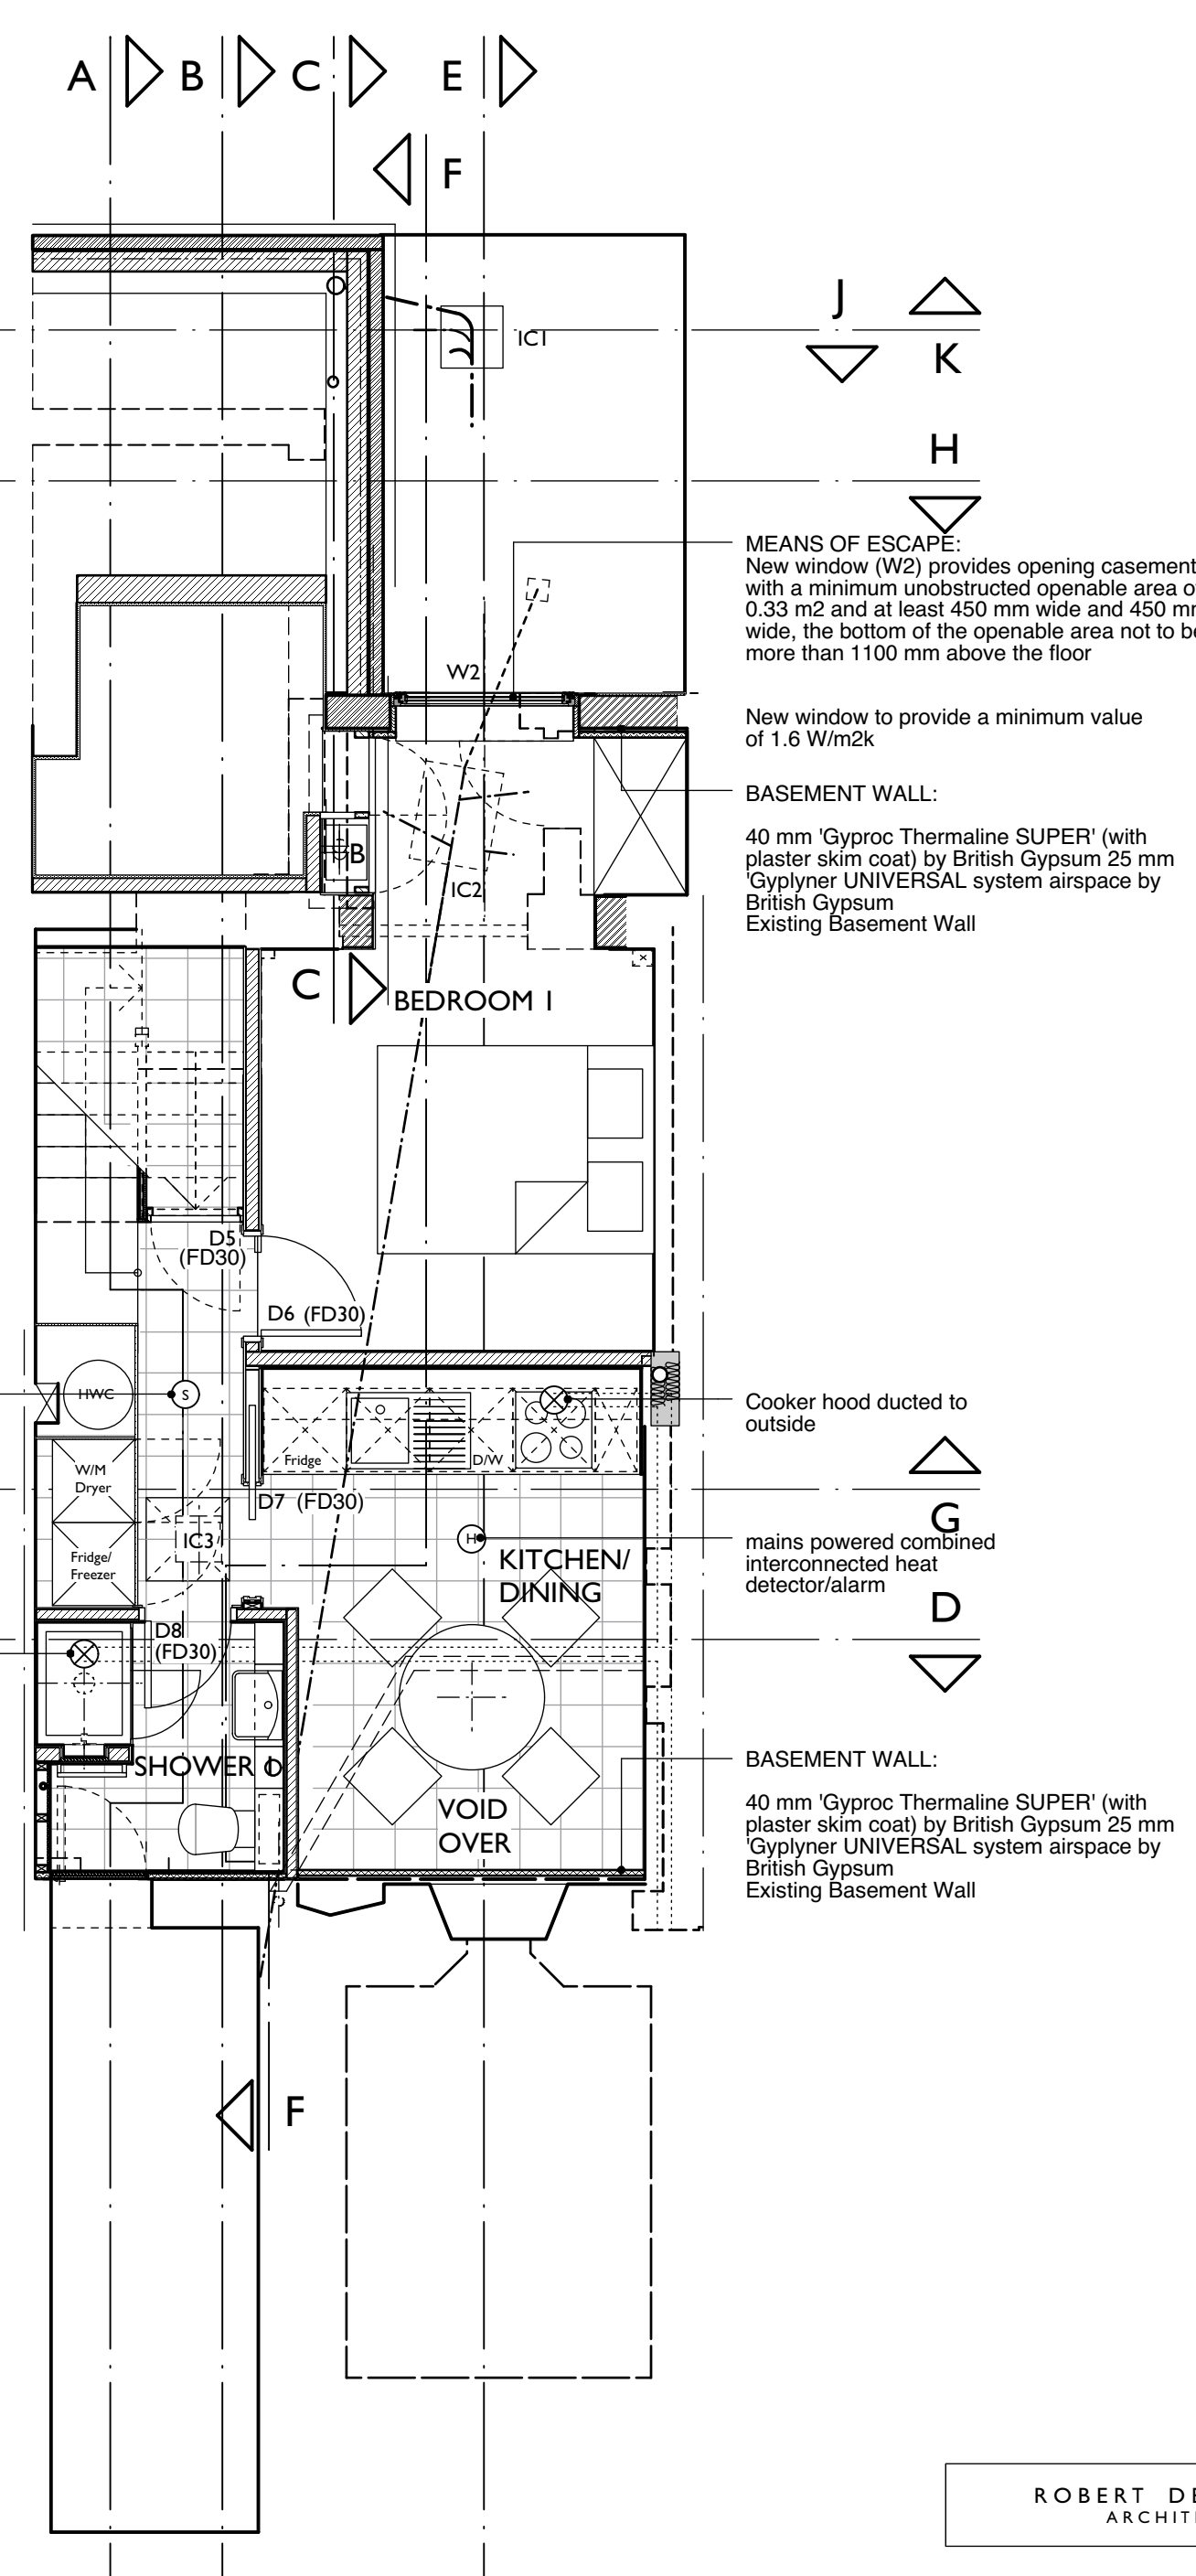 A B C E
F
J
K
IC1
H
MEANS OF ESCAPE:
New window (W2) provides opening casement
with a minimum unobstructed openable area
0.33 m2 and at least 450 mm wide and 450
wide, the bottom of the openable area not to
more than 1100 mm above the floor
W2
New window to provide a minimum value
of 1.6 W/m2k
BASEMENT WALL:
40 mm 'Gyproc Thermaline SUPER' (with
plaster skim coat) by British Gypsum 25 mm
'Gyplyner UNIVERSAL system airspace by
British Gypsum
Existing Basement Wall
B
IC2
C
BEDROOM 1
D5
(FD30)
D6 (FD30)
HWC
S
Cooker hood ducted to
outside
Fridge
D/W
W/M
Dryer
D7 (FD30)
G
IC3
H
mains powered combined
interconnected heat
detector/alarm
KITCHEN/
DINING
Fridge/
Freezer
D
D8
(FD30)
SHOWER
BASEMENT WALL:
40 mm 'Gyproc Thermaline SUPER' (with
plaster skim coat) by British Gypsum 25 mm
'Gyplyner UNIVERSAL system airspace by
British Gypsum
Existing Basement Wall
VOID
OVER
F
ROBERT